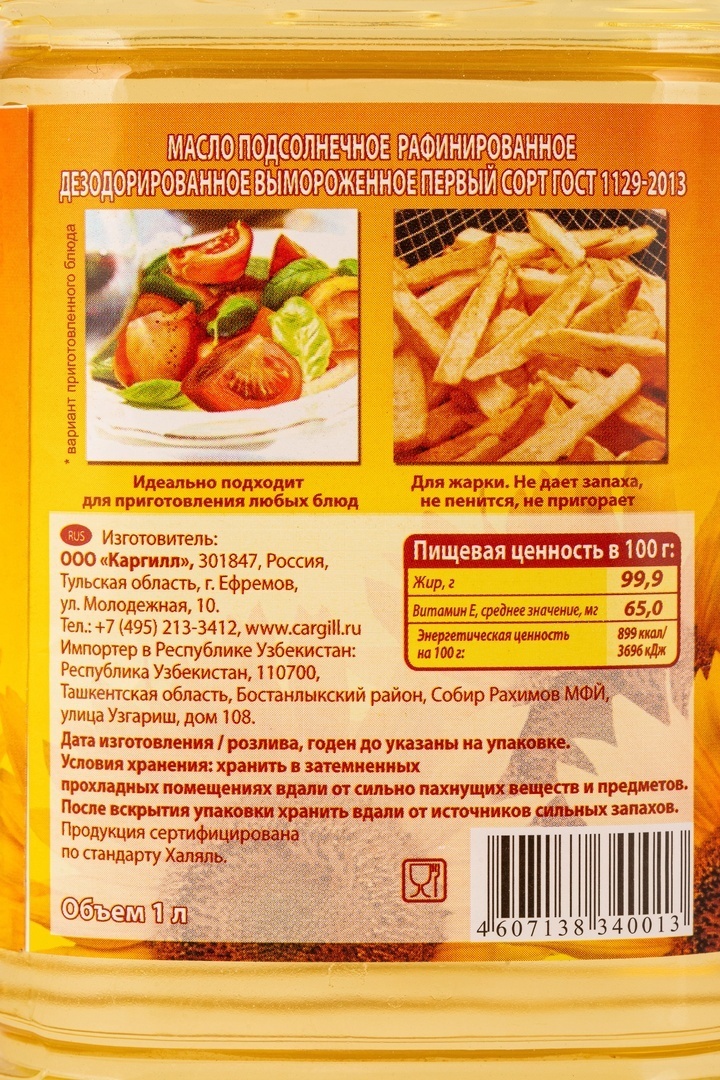 МАСЛО ПОДСОЛНЕЧНОЕ РАФИНИРОВАННОЕ
ДЕЗОДОРИРОВАННОЕ ВЫМОРОЖЕННОЕ ПЕРВЫЙ СОРТ ГОСТ 1129-2013
* вариант приготовленного блюда
Идеально подходит
для приготовления любых блюд
Для жарки. Не дает запаха,
не пенится, не пригорает
RUS Изготовитель:
ООО «Каргилл», 301847, Россия,
Тульская область, г. Ефремов,
ул. Молодежная, 10.
Тел.: +7 (495) 213-3412, www.cargill.ru
Импортер в Республике Узбекистан:
Республика Узбекистан, 110700,
Ташкентская область, Бостанлыкский район, Собир Рахимов МФЙ,
улица Узгариш, дом 108.
Пищевая ценность в 100 г:
Жир, г 99,9
Витамин Е, среднее значение, мг 65,0
Энергетическая ценность 899 ккал/
на 100 г: 3696 кДж
Дата изготовления / розлива, годен до указаны на упаковке.
Условия хранения: хранить в затемненных
прохладных помещениях вдали от сильно пахнущих веществ и предметов.
После вскрытия упаковки хранить вдали от источников сильных запахов.
Продукция сертифицирована
по стандарту Халяль.
Объем 1 л
4 607138 340013